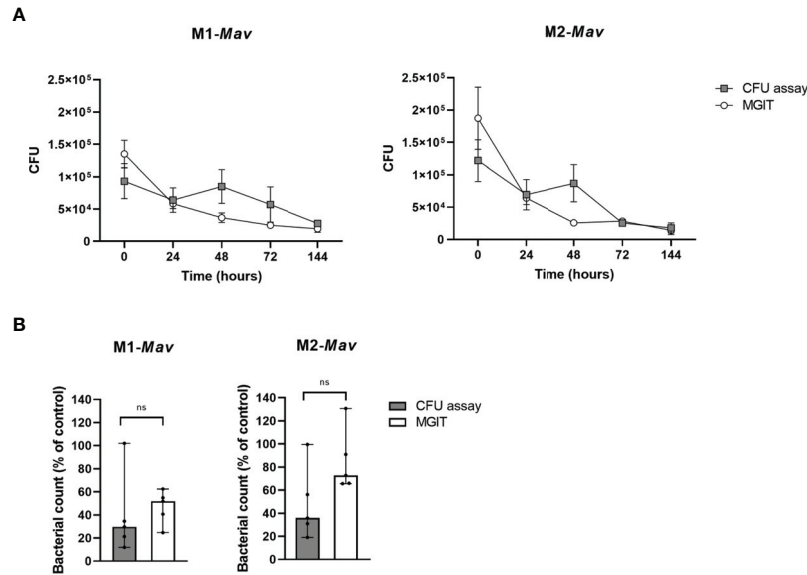 A
M1-Mav
M2-Mav
CFU
2.5×10⁵
2×10⁵
1.5×10⁵
1×10⁵
5×10⁴
0
0 24 48 72 144
Time (hours)
CFU
2.5×10⁵
2×10⁵
1.5×10⁵
1×10⁵
5×10⁴
0
0 24 48 72 144
Time (hours)
CFU assay
MGIT
B
M1-Mav
M2-Mav
Bacterial count (% of control)
140
120
100
80
60
40
20
0
ns
Bacterial count (% of control)
140
120
100
80
60
40
20
0
ns
CFU assay
MGIT